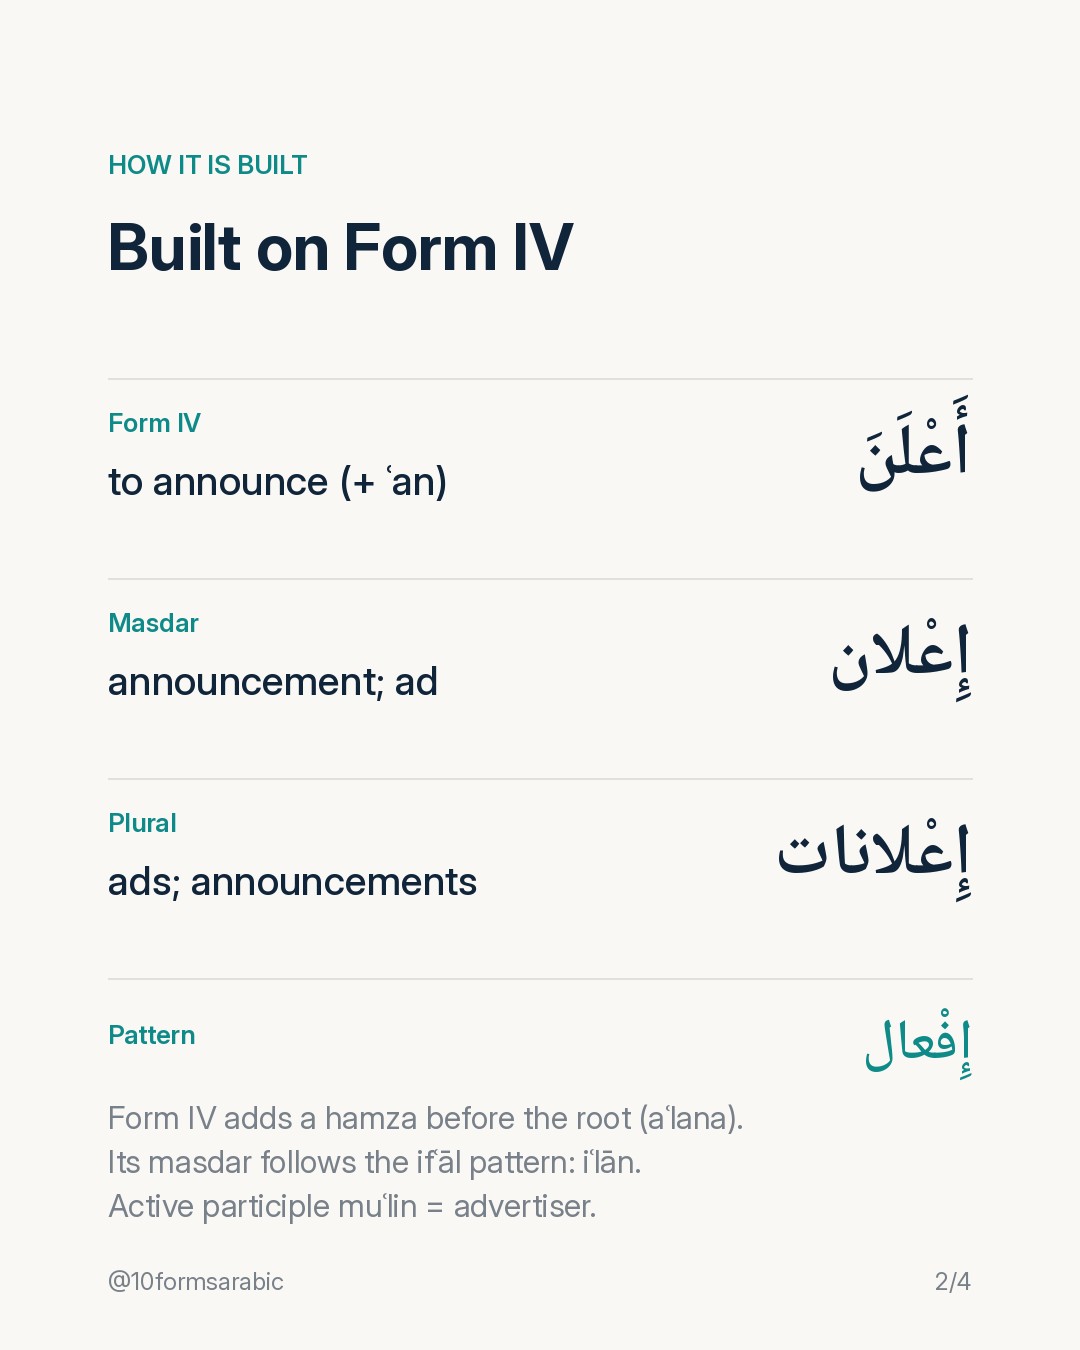 HOW IT IS BUILT
Built on Form IV
Form IV
to announce (+ ʿan)
أَعْلَنَ
Masdar
announcement; ad
إِعْلان
Plural
ads; announcements
إِعْلانات
Pattern
إِفْعال
Form IV adds a hamza before the root (aʿlana).
Its masdar follows the ifʿāl pattern: iʿlān.
Active participle muʿlin = advertiser.
@10formsarabic
2/4